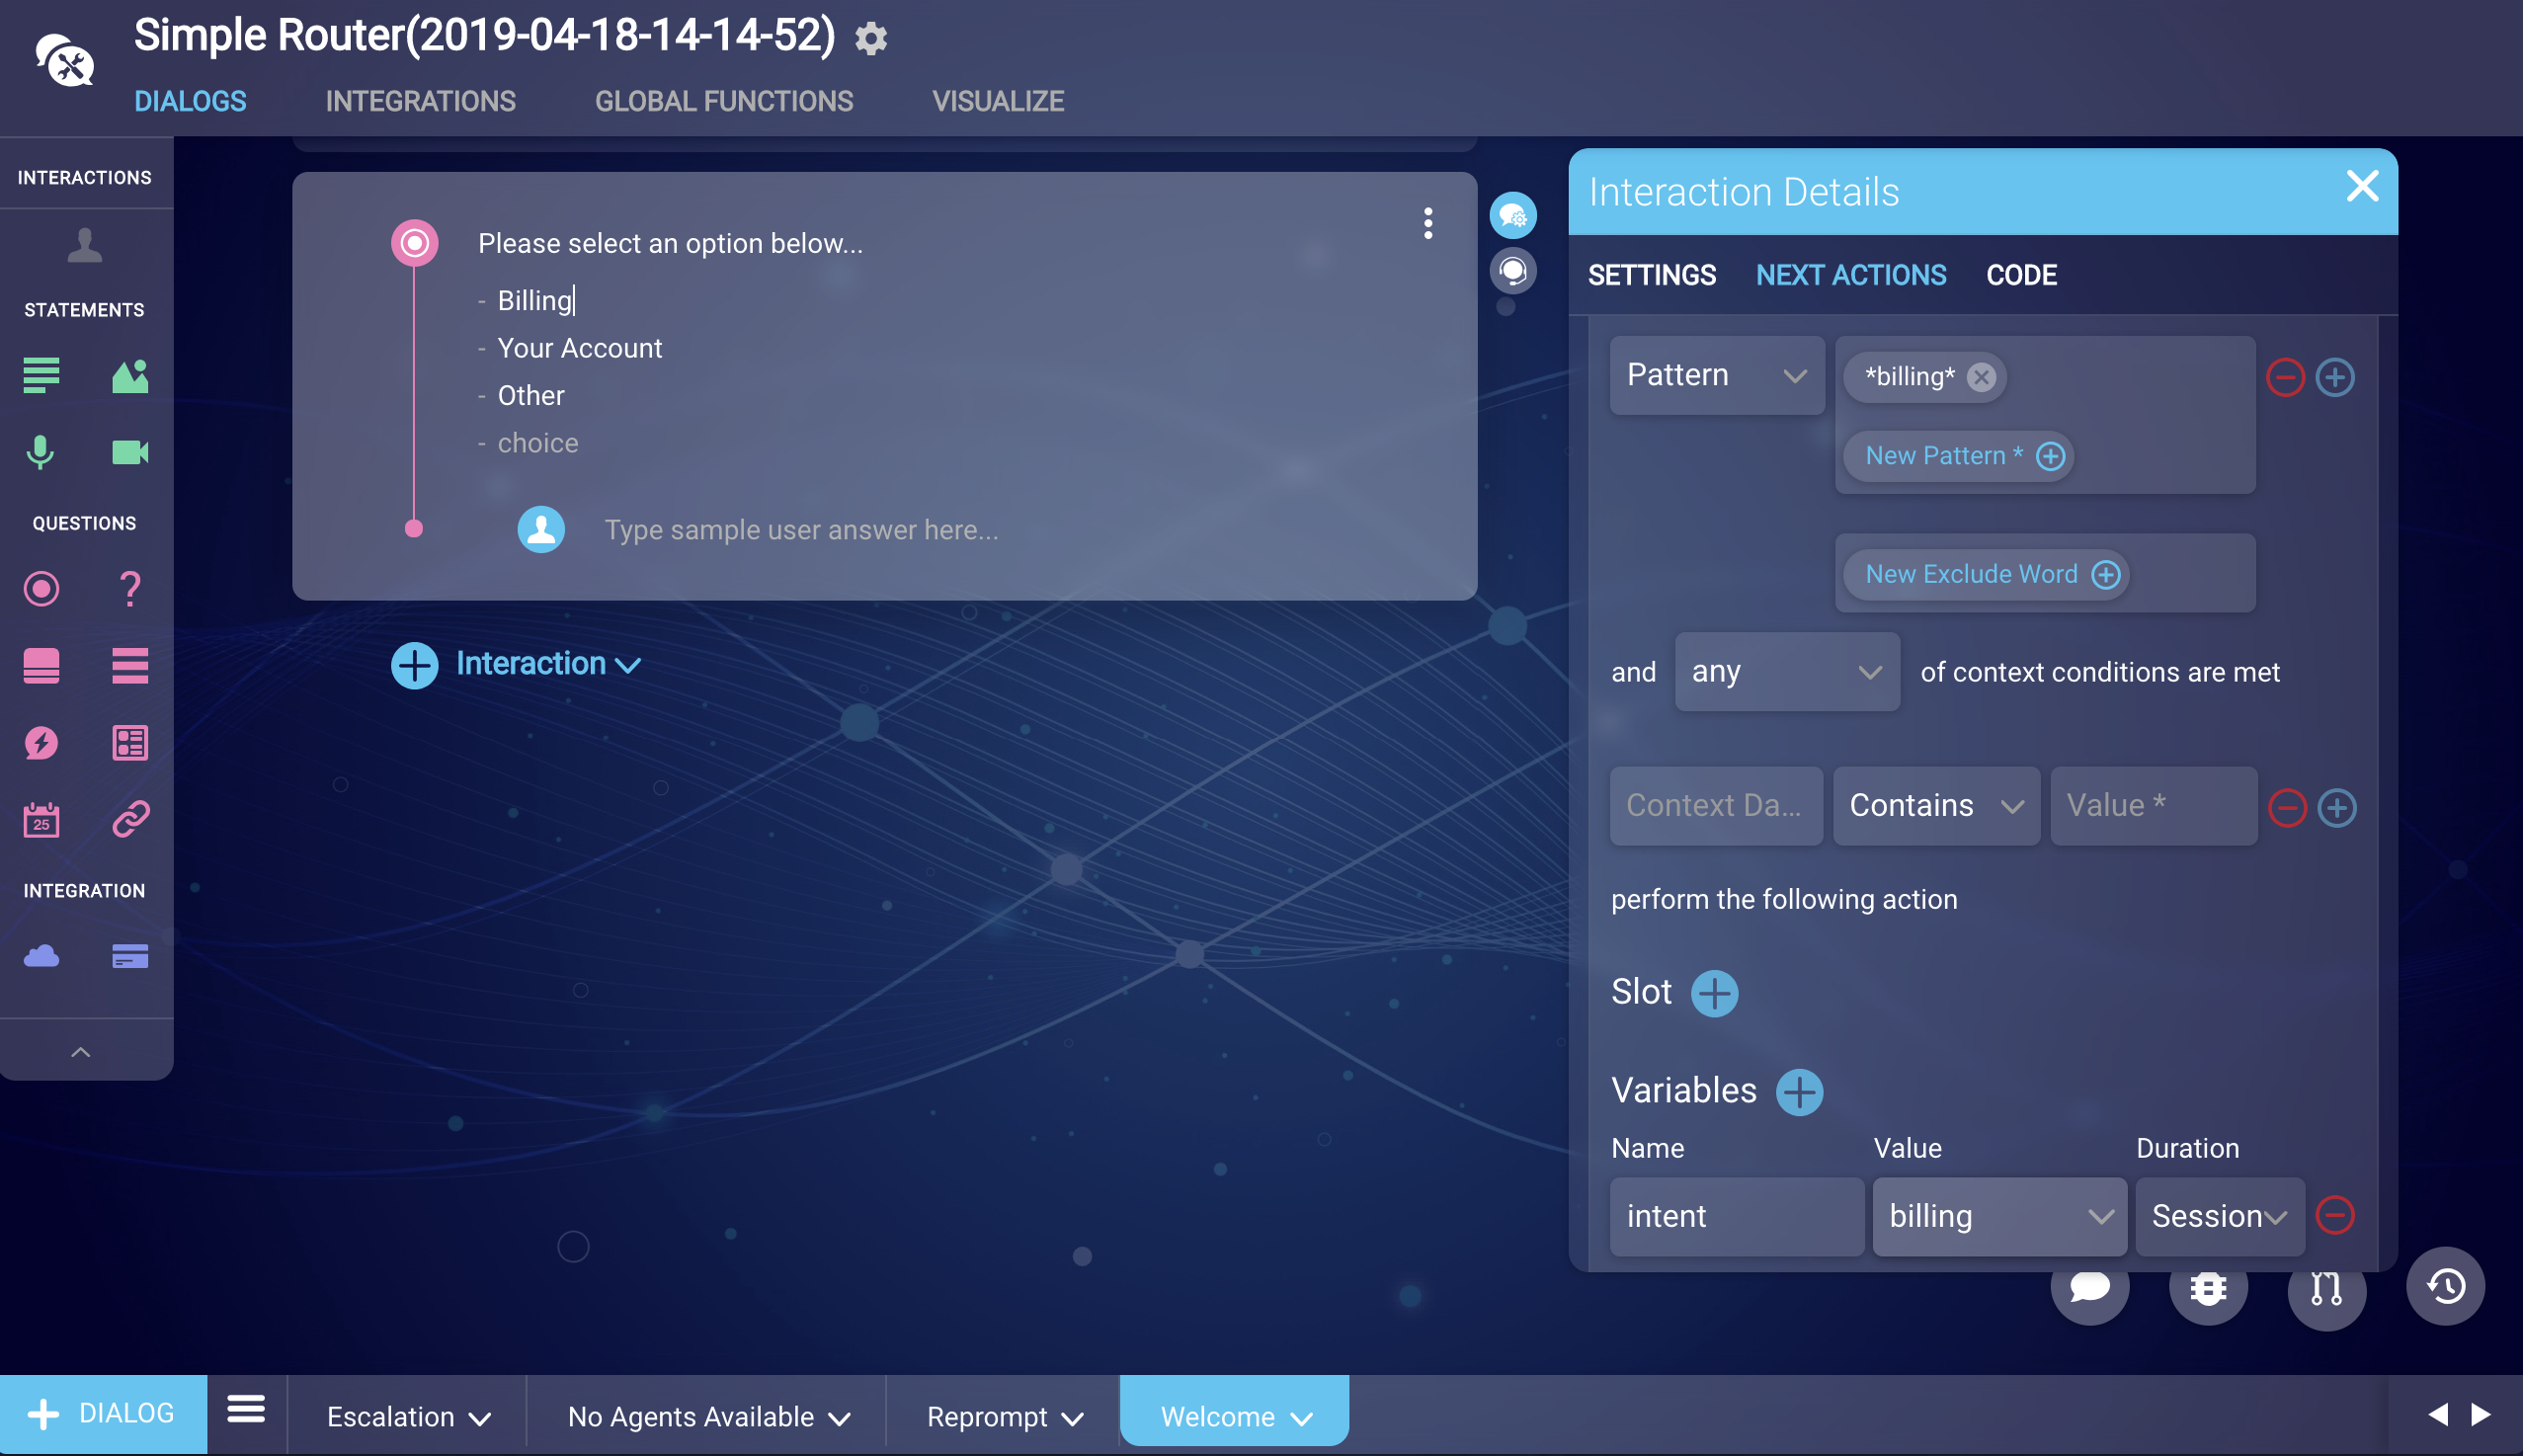 Simple Router(2019-04-18-14-14-52)
DIALOGS INTEGRATIONS GLOBAL FUNCTIONS VISUALIZE
INTERACTIONS
STATEMENTS
QUESTIONS
25
INTEGRATION
Please select an option below...
- Billing
- Your Account
- Other
- choice
Type sample user answer here...
Interaction
Interaction Details
SETTINGS NEXT ACTIONS CODE
Pattern
*billing*
New Pattern *
New Exclude Word
and any of context conditions are met
Context Da... Contains Value *
perform the following action
Slot
Variables
Name Value Duration
intent billing Session
DIALOG Escalation No Agents Available Reprompt Welcome